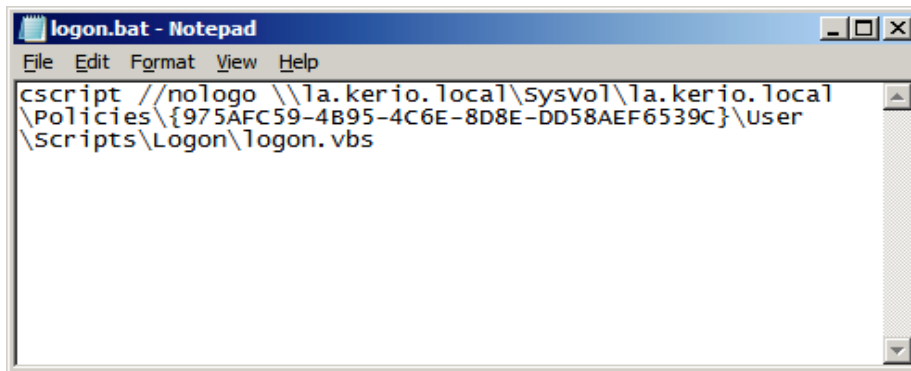 logon.bat - Notepad
File Edit Format View Help
cscript //nologo \\la.kerio.local\SysVol\la.kerio.local
\Policies\{975AFC59-4B95-4C6E-8D8E-DD58AEF6539C}\User
\Scripts\Logon\logon.vbs